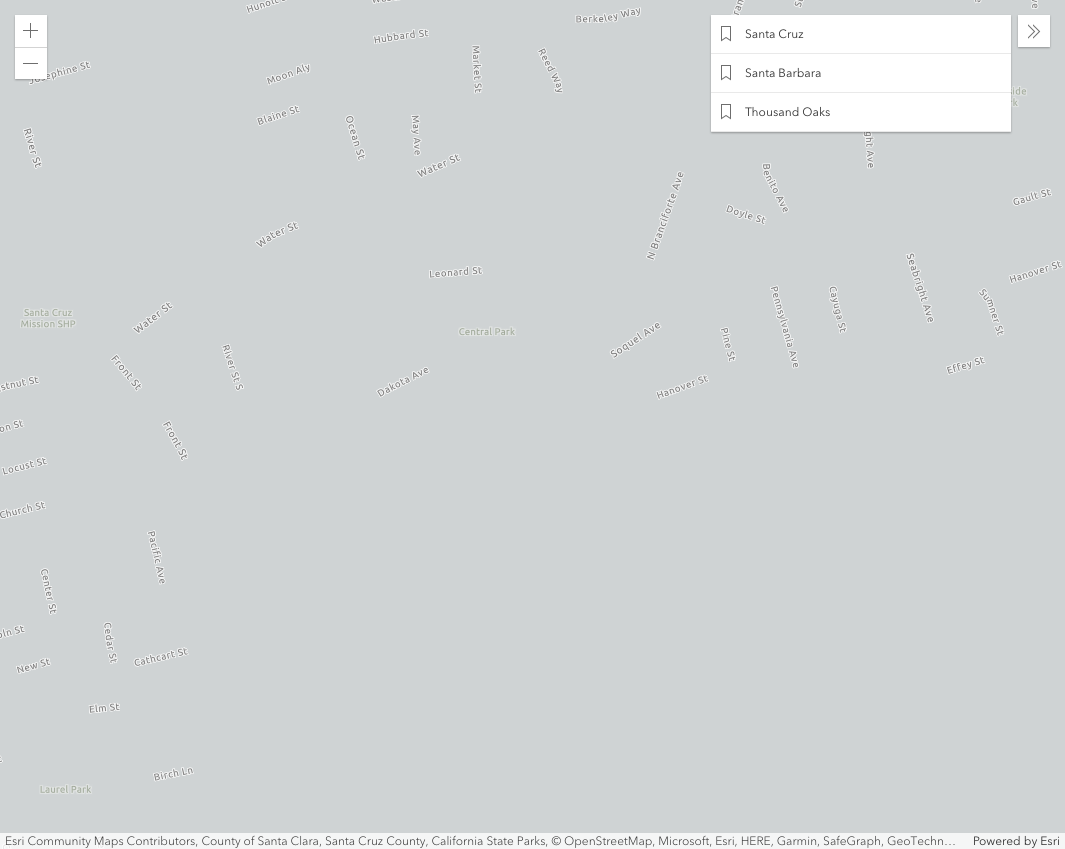 Berkeley Way
Hubbard St
Market St
Reed Way
Josephine St
Moon Aly
Blaine St
Ocean St
May Ave
River St
Water St
Santa Cruz
Santa Barbara
Thousand Oaks
Benito Ave
Gault St
Doyle St
N Branciforte Ave
Water St
Leonard St
Seabright Ave
Hanover St
Sumner St
Cayuga St
Pennsylvania Ave
Santa Cruz
Mission SHP
Water St
Central Park
Soquel Ave
Pine St
Front St
River St S
Effey St
Dakota Ave
Hanover St
Front St
Locust St
Church St
Pacific Ave
Center St
Cedar St
New St
Cathcart St
Elm St
Birch Ln
Laurel Park
Esri Community Maps Contributors, County of Santa Clara, Santa Cruz County, California State Parks, © OpenStreetMap, Microsoft, Esri, HERE, Garmin, SafeGraph, GeoTechn...
Powered by Esri